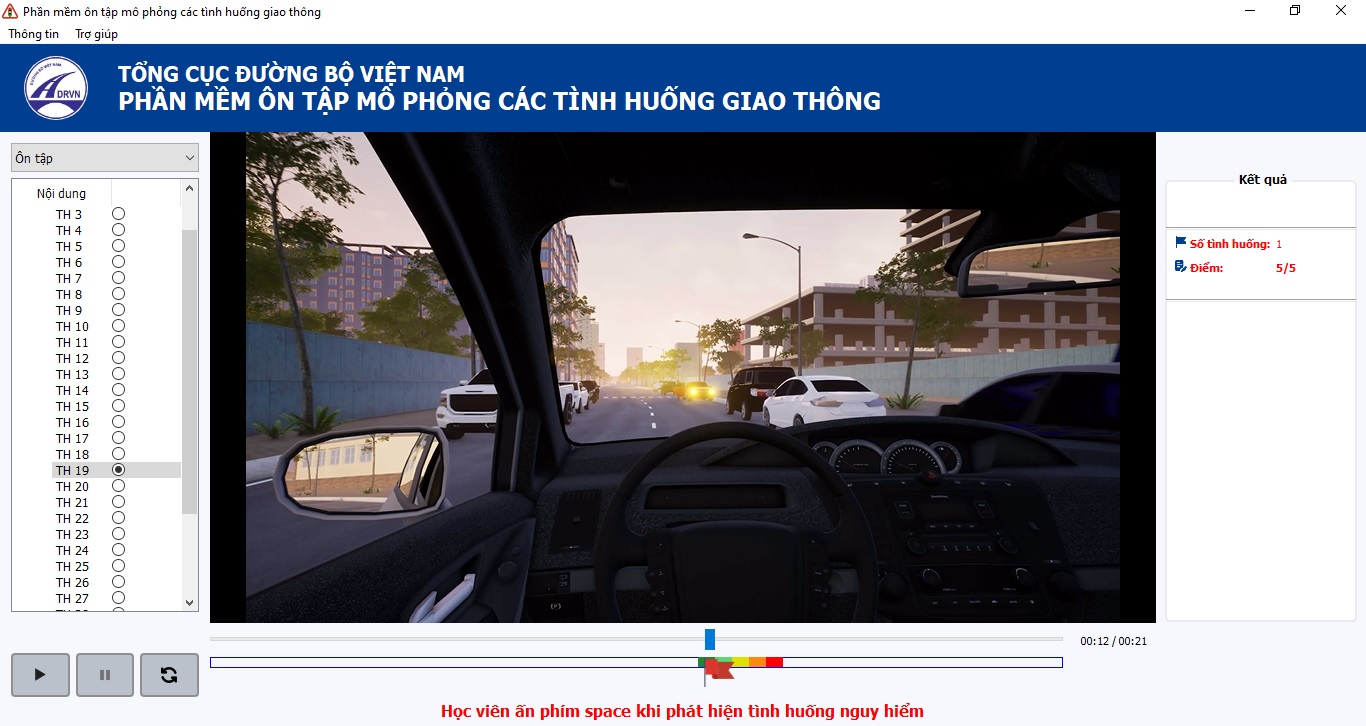 Phần mềm ôn tập mô phỏng các tình huống giao thông
Thông tin Trợ giúp
TỔNG CỤC ĐƯỜNG BỘ VIỆT NAM
PHẦN MỀM ÔN TẬP MÔ PHỎNG CÁC TÌNH HUỐNG GIAO THÔNG
ĐƯỜNG BỘ VIỆT NAM
DRVN
Ôn tập
Nội dung
TH 3
TH 4
TH 5
TH 6
TH 7
TH 8
TH 9
TH 10
TH 11
TH 12
TH 13
TH 14
TH 15
TH 16
TH 17
TH 18
TH 19
TH 20
TH 21
TH 22
TH 23
TH 24
TH 25
TH 26
TH 27
Kết quả
Số tình huống: 1
Điểm: 5/5
00:12 / 00:21
Học viên ấn phím space khi phát hiện tình huống nguy hiểm